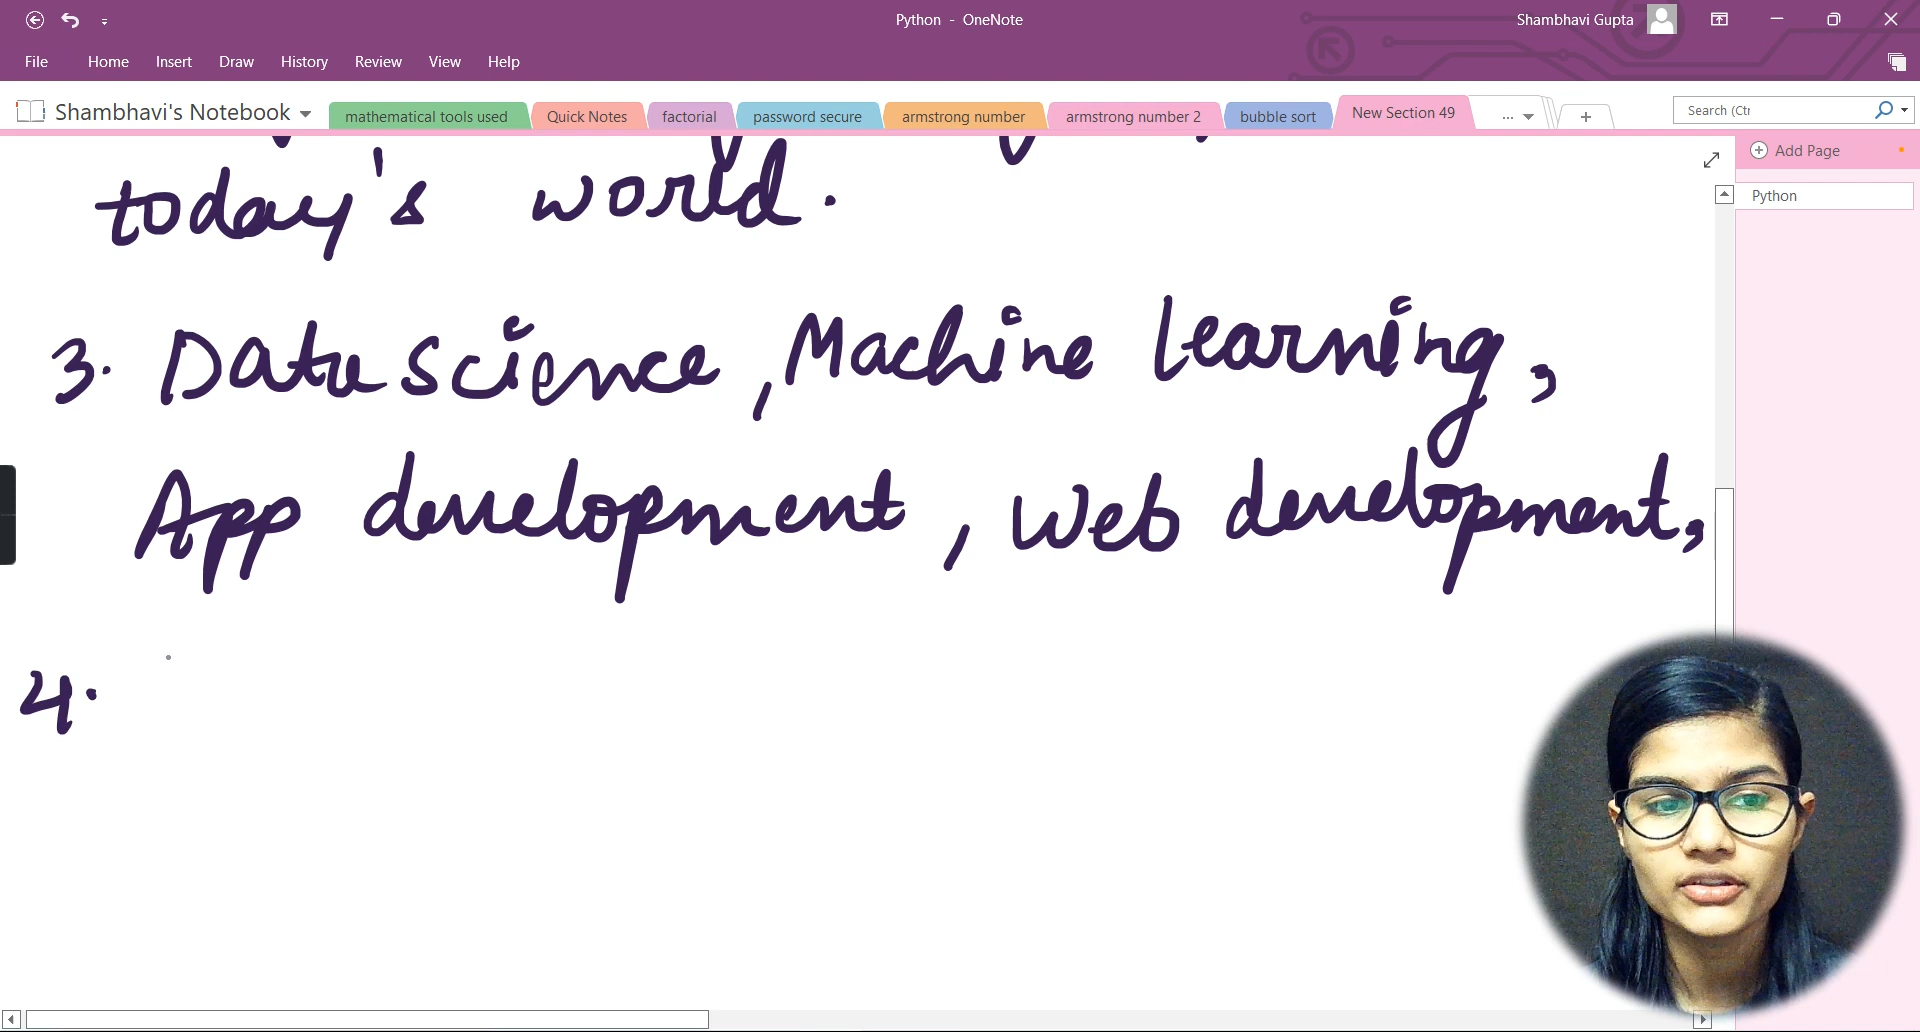 Python - OneNote
Shambhavi Gupta
File Home Insert Draw History Review View Help
Shambhavi's Notebook
mathematical tools used
Quick Notes
factorial
password secure
armstrong number
armstrong number 2
bubble sort
New Section 49
...
Search (Ctr
Add Page
Python
today's world.
3. Data science, Machine learning,
App development, Web development,
4.